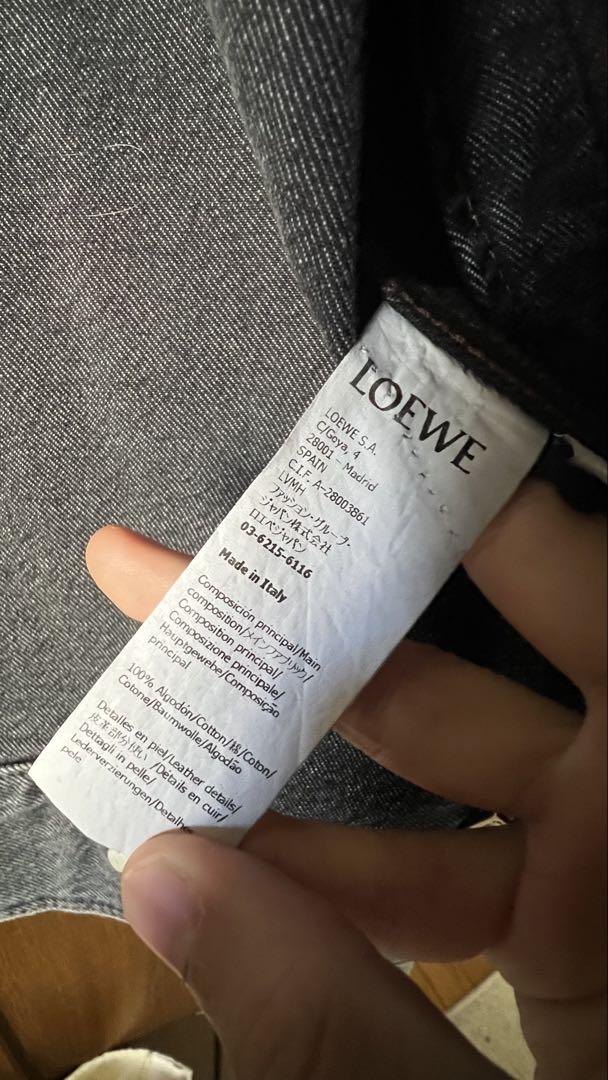 LOEWE
LOEWE S.A.
C/Goya, 4
28001 - Madrid
SPAIN
C.I.F. A-28003861
LVMH
ファッション・グループ・
ジャパン株式会社
ロエベジャパン
03-6215-6116
Made in Italy
Composición principal/Main
composition/メインファブリック/
Composition principal/
Composizione principale/
Hauptgewebe/Composição
principal
100% Algodón/Cotton/綿/Coton/
Cotone/Baumwolle/Algodão
Detalles en piel/Leather details/
皮革部分使い/Détails en cuir/
Dettagli in pelle/
Lederverzierungen/Detalhe
pele